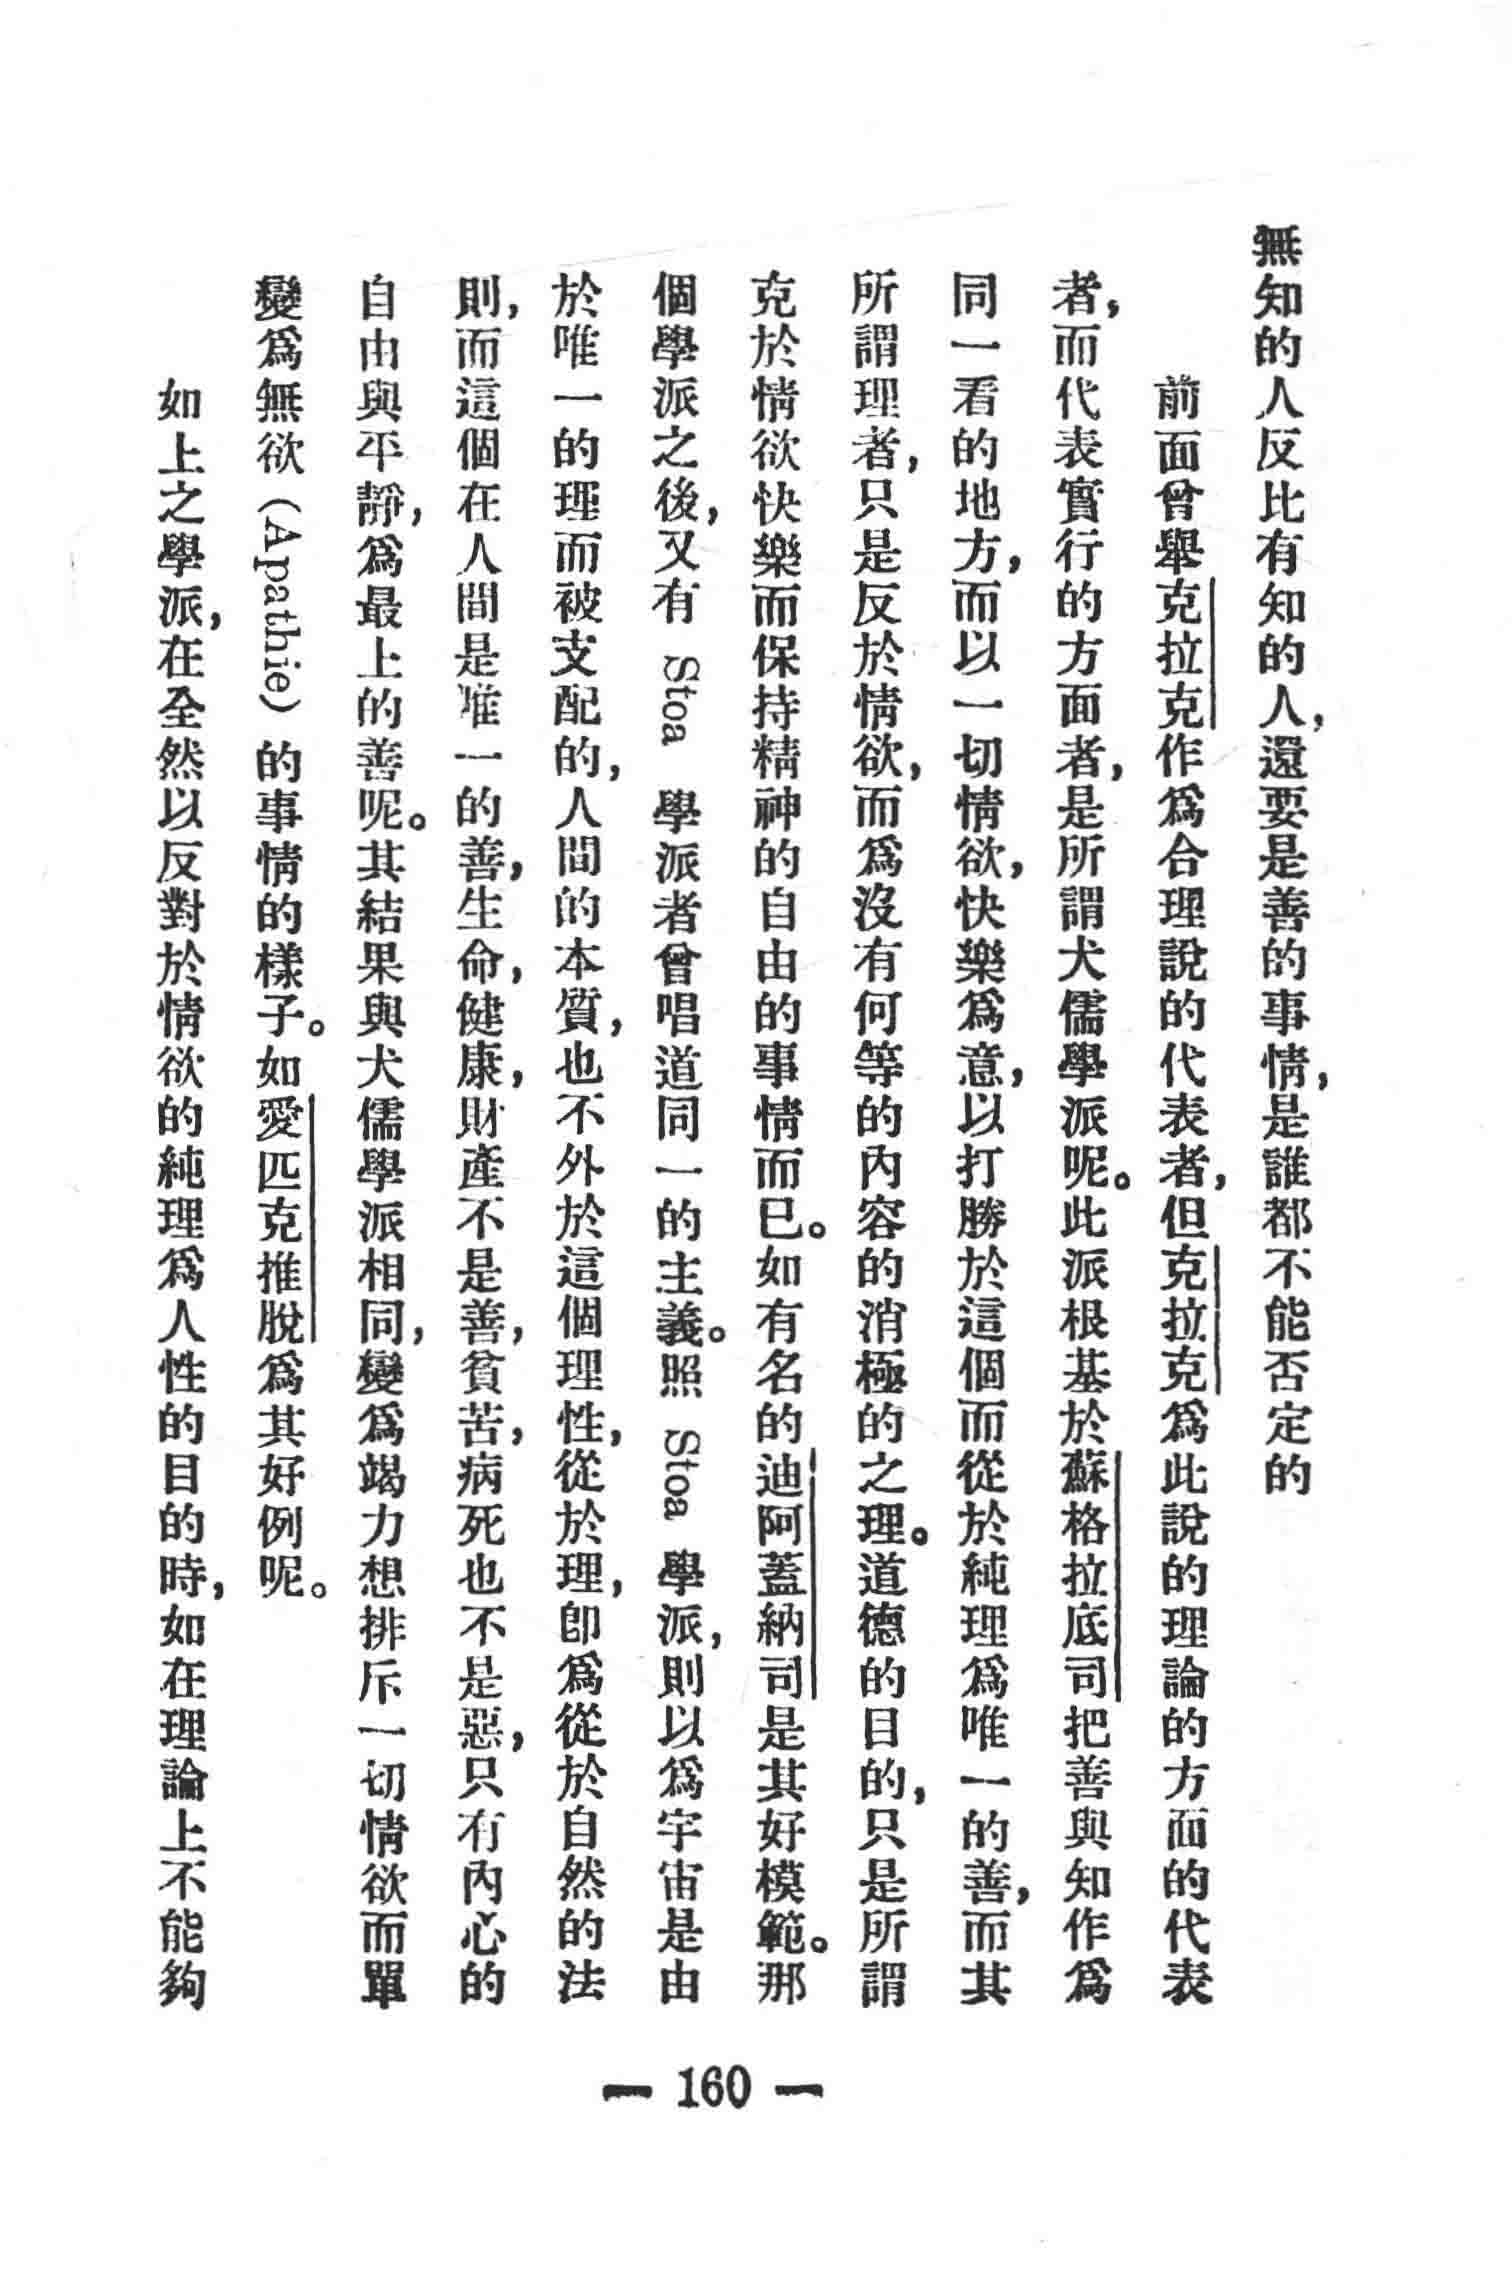 無知的人反比有知的人，還要是善的事情，是誰都不能否定的
前面曾舉克拉克作爲合理說的代表者，但克拉克爲此說的理論的方面的代表
者，而代表實行的方面者，是所謂犬儒學派呢。此派根基於蘇格拉底司把善與知作爲
同一看的地方，而以一切情欲，快樂爲意，以打勝於這個而從於純理爲唯一的善，而其
所謂理者，只是反於情欲，而爲沒有何等的內容的消極的之理。道德的目的，只是所謂
克於情欲快樂而保持精神的自由的事情而已。如有名的迪阿蓋納司是其好模範。那
個學派之後，又有 Stoa 學派者曾唱道同一的主義。照 Stoa 學派，則以爲宇宙是由
於唯一的理而被支配的，人間的本質，也不外於這個理性，從於理，卽爲從於自然的法
則，而這個在人間是唯一的善，生命，健康，財產不是善，貧苦，病死也不是惡，只有內心的
自由與平靜，爲最上的善呢。其結果與犬儒學派相同，變爲竭力想排斥一切情欲而單
變爲無欲（Apathie）的事情的樣子。如愛匹克推脫爲其好例呢。
如上之學派，在全然以反對於情欲的純理爲人性的目的時，如在理論上不能夠
— 160 —